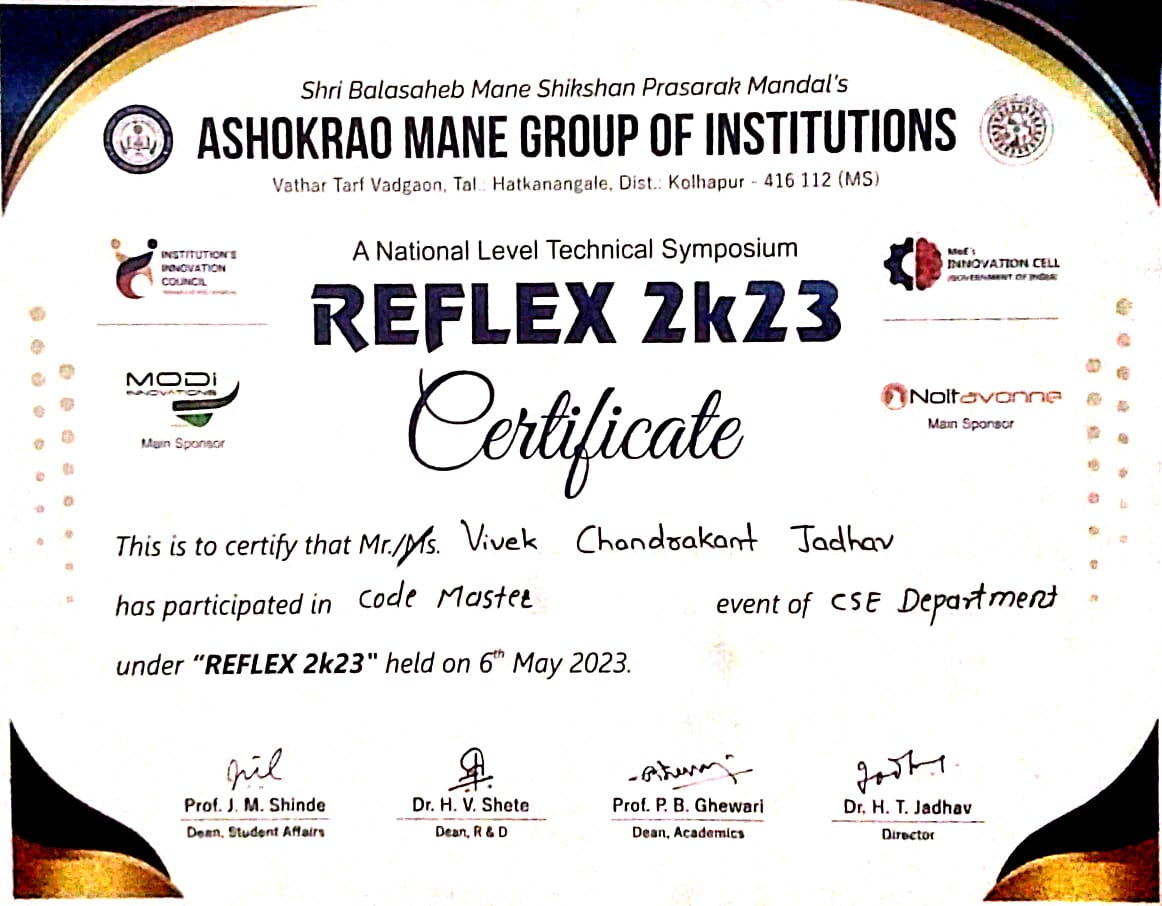 Shri Balasaheb Mane Shikshan Prasarak Mandal's
ASHOKRAO MANE GROUP OF INSTITUTIONS
Vathar Tarf Vadgaon, Tal.: Hatkanangale, Dist.: Kolhapur - 416 112 (MS)
INSTITUTION'S
INNOVATION
COUNCIL
A National Level Technical Symposium
MoE's
INNOVATION CELL
(GOVERNMENT OF INDIA)
REFLEX 2k23
MODi
INNOVATIONS
Main Sponsor
Noitavonne
Main Sponsor
Certificate
This is to certify that Mr./Ms. Vivek Chandrakant Jadhav
has participated in Code Master event of CSE Department
under "REFLEX 2k23" held on 6th May 2023.
Prof. J. M. Shinde
Dean, Student Affairs
Dr. H. V. Shete
Dean, R & D
Prof. P. B. Ghewari
Dean, Academics
Dr. H. T. Jadhav
Director